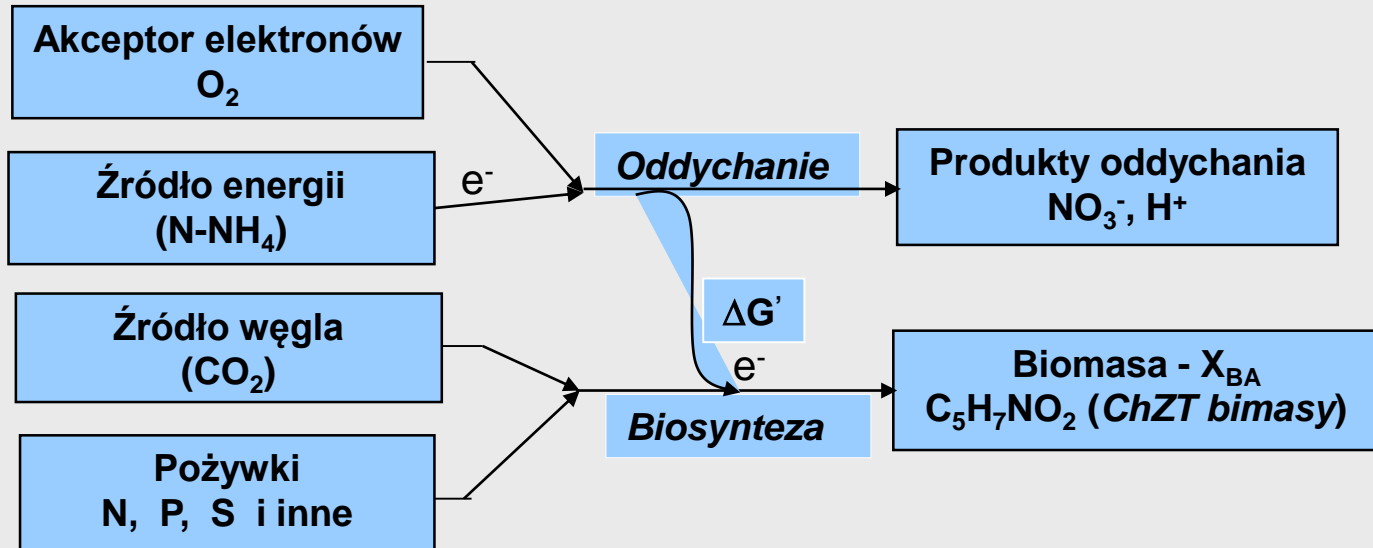 Akceptor elektronów
O₂
Źródło energii
(N-NH₄)
e⁻
Oddychanie
Produkty oddychania
NO₃⁻, H⁺
Źródło węgla
(CO₂)
ΔG’
e⁻
Biosynteza
Biomasa - X_BA
C₅H₇NO₂ (ChZT bimasy)
Pożywki
N, P, S i inne